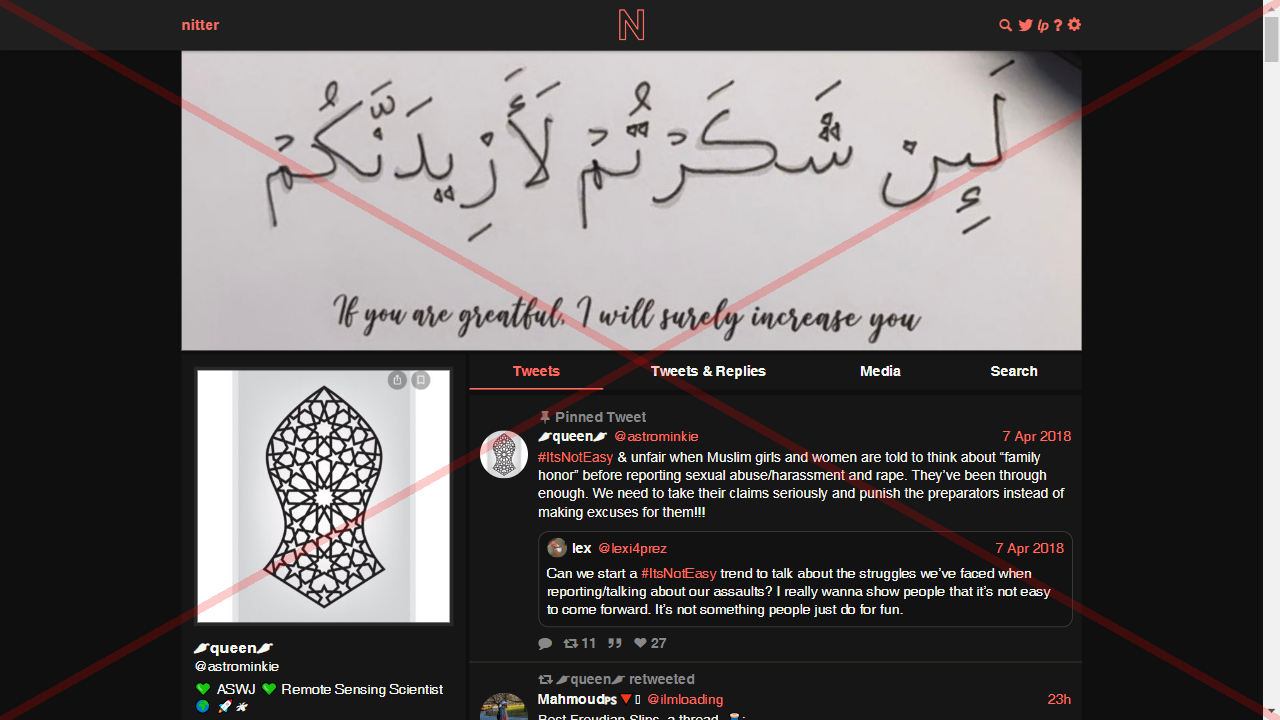 nitter
N
lp ?
لَئِن شَكَرْتُمْ لَأَزِيدَنَّكُمْ
If you are greatful, I will surely increase you
Tweets Tweets & Replies Media Search
Pinned Tweet
queen @astrominkie 7 Apr 2018
#ItsNotEasy & unfair when Muslim girls and women are told to think about “family
honor” before reporting sexual abuse/harassment and rape. They’ve been through
enough. We need to take their claims seriously and punish the preparators instead of
making excuses for them!!!
lex @lexi4prez 7 Apr 2018
Can we start a #ItsNotEasy trend to talk about the struggles we’ve faced when
reporting/talking about our assaults? I really wanna show people that it’s not easy
to come forward. It’s not something people just do for fun.
11 27
queen
@astrominkie
💚 ASWJ 💚 Remote Sensing Scientist
🌍 🚀 🛰
queen retweeted
Mahmoud🇵🇸🔻 @ilmloading 23h
Best Freudian Slips, a thread 🧵: